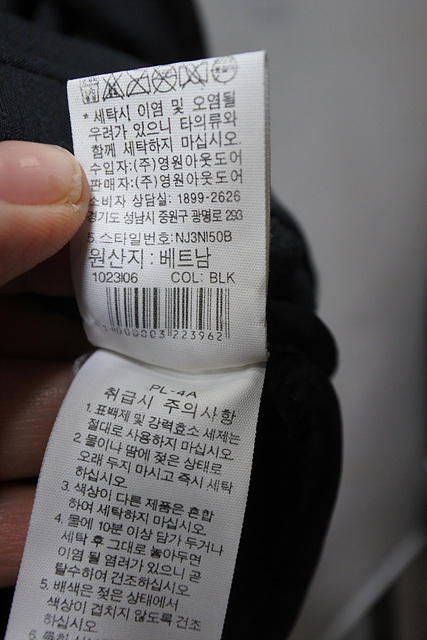 * 세탁시 이염 및 오염될
우려가 있으니 타의류와
함께 세탁하지 마십시오.
수입자:(주)영원아웃도어
판매자:(주)영원아웃도어
소비자 상담실: 1899-2626
경기도 성남시 중원구 광명로 293
5. 스타일번호:NJ3NI50B
원산지 : 베트남
1023I06 COL: BLK
000003 223962
PL-4A
취급시 주의사항
1. 표백제 및 강력효소 세제는
절대로 사용하지 마십시오
2. 물이나 땀에 젖은 상태로
오래 두지 마시고 즉시 세탁
하십시오
3. 색상이 다른 제품은 혼합
하여 세탁하지 마십시오.
4. 물에 10분 이상 담가 두거나
세탁 후 그대로 놓아두면
이염 될 염려가 있으니 곧
탈수하여 건조하십시오
5. 배색은 젖은 상태에서
색상이 겹치지 않도록 건조
하십시오
6.